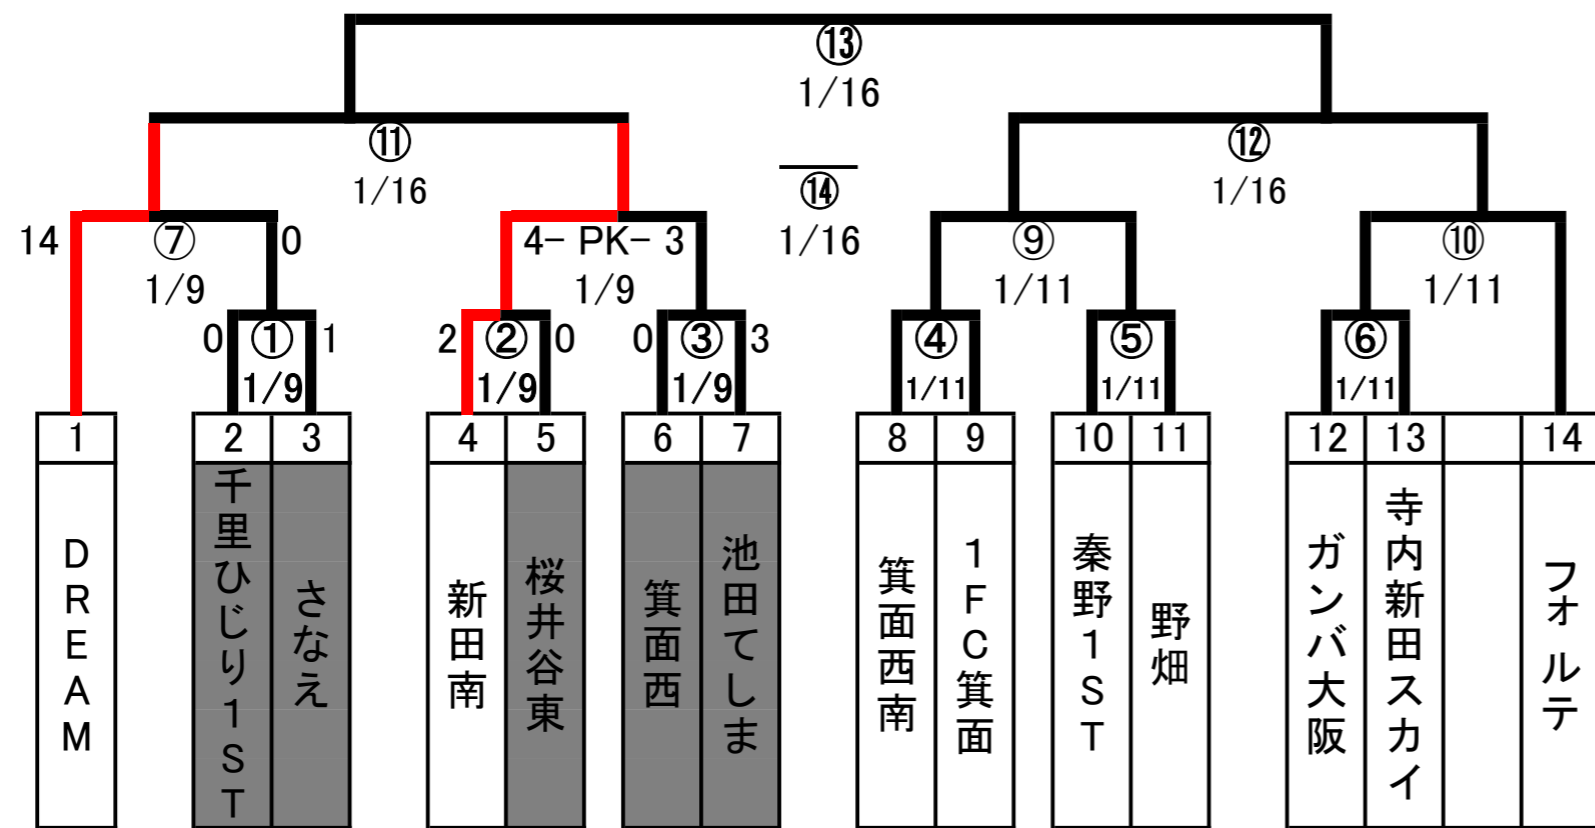 ⑬
1/16
⑪
1/16
⑫
1/16
⑭
1/16
14 ⑦ 0
1/9
4- PK- 3
1/9
⑨
1/11
⑩
1/11
0 ① 1
1/9
2 ② 0
1/9
0 ③ 3
1/9
④
1/11
⑤
1/11
⑥
1/11
1 2 3 4 5 6 7 8 9 10 11 12 13 14
DREAM
千里ひじり1ST
さなえ
新田南
桜井谷東
箕面西
池田てしま
箕面西南
1FC箕面
秦野1ST
野畑
ガンバ大阪
寺内新田スカイ
フォルテ